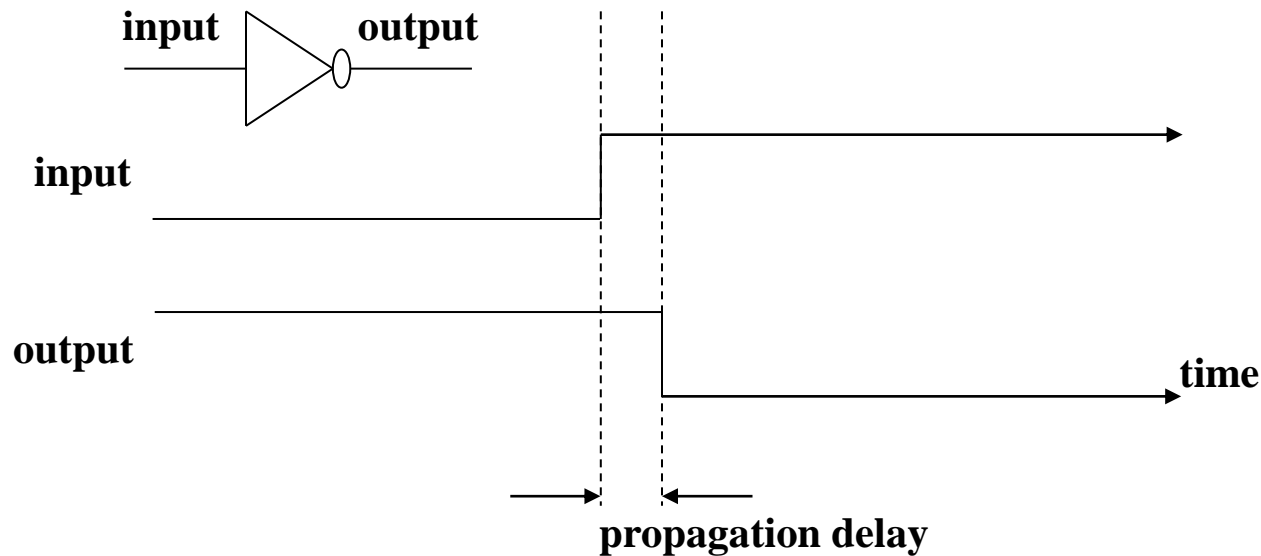 input output
input
output
time
propagation delay